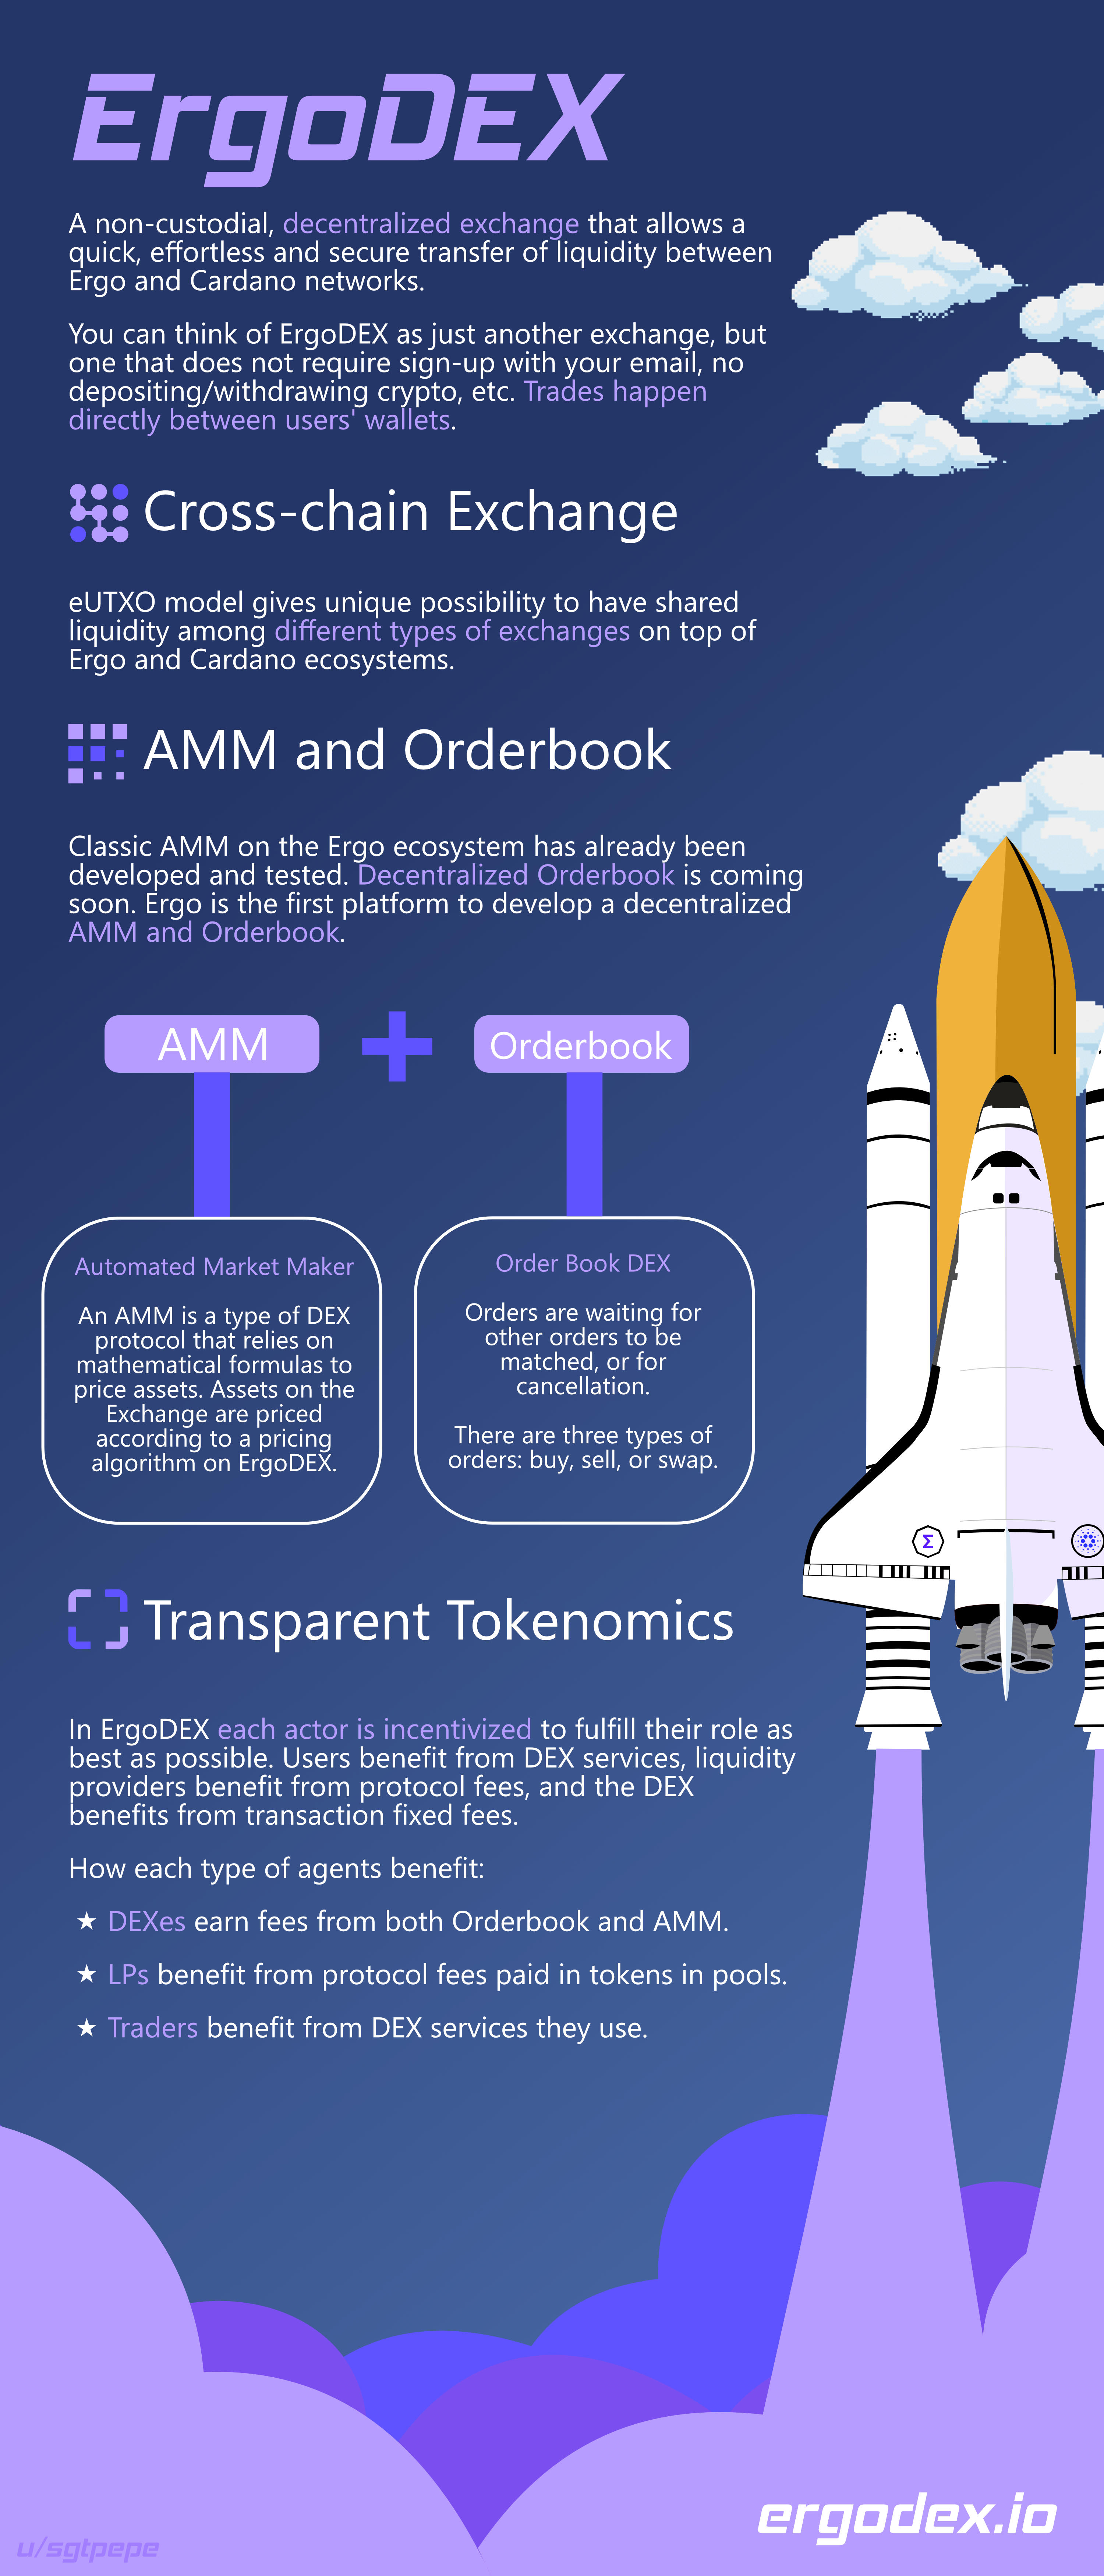 ErgoDEX
A non-custodial, decentralized exchange that allows a
quick, effortless and secure transfer of liquidity between
Ergo and Cardano networks.
You can think of ErgoDEX as just another exchange, but
one that does not require sign-up with your email, no
depositing/withdrawing crypto, etc. Trades happen
directly between users' wallets.
Cross-chain Exchange
eUTXO model gives unique possibility to have shared
liquidity among different types of exchanges on top of
Ergo and Cardano ecosystems.
AMM and Orderbook
Classic AMM on the Ergo ecosystem has already been
developed and tested. Decentralized Orderbook is coming
soon. Ergo is the first platform to develop a decentralized
AMM and Orderbook.
AMM + Orderbook
Automated Market Maker
An AMM is a type of DEX
protocol that relies on
mathematical formulas to
price assets. Assets on the
Exchange are priced
according to a pricing
algorithm on ErgoDEX.
Order Book DEX
Orders are waiting for
other orders to be
matched, or for
cancellation.
There are three types of
orders: buy, sell, or swap.
Σ
Transparent Tokenomics
In ErgoDEX each actor is incentivized to fulfill their role as
best as possible. Users benefit from DEX services, liquidity
providers benefit from protocol fees, and the DEX
benefits from transaction fixed fees.
How each type of agents benefit:
★ DEXes earn fees from both Orderbook and AMM.
★ LPs benefit from protocol fees paid in tokens in pools.
★ Traders benefit from DEX services they use.
ergodex.io
u/sgtpepe